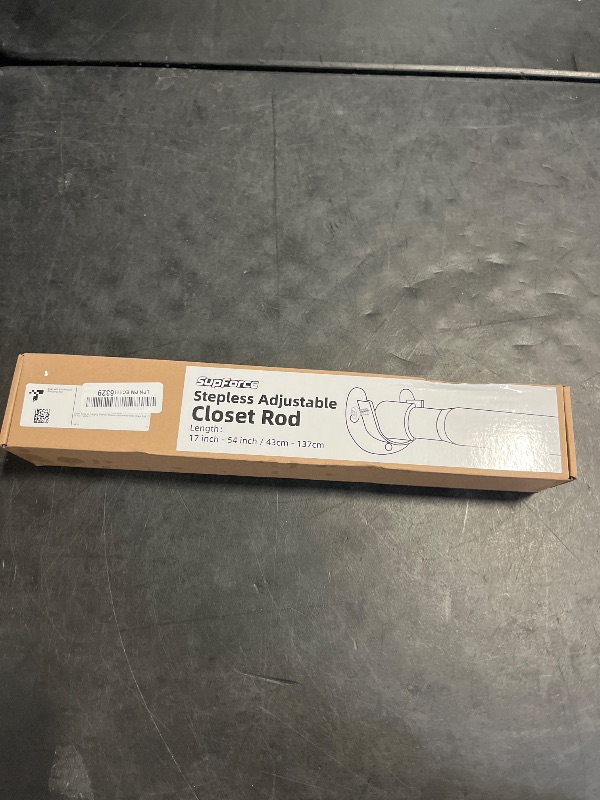 SupForce
Stepless Adjustable
Closet Rod
Length:
17 inch - 54 inch / 43cm - 137cm